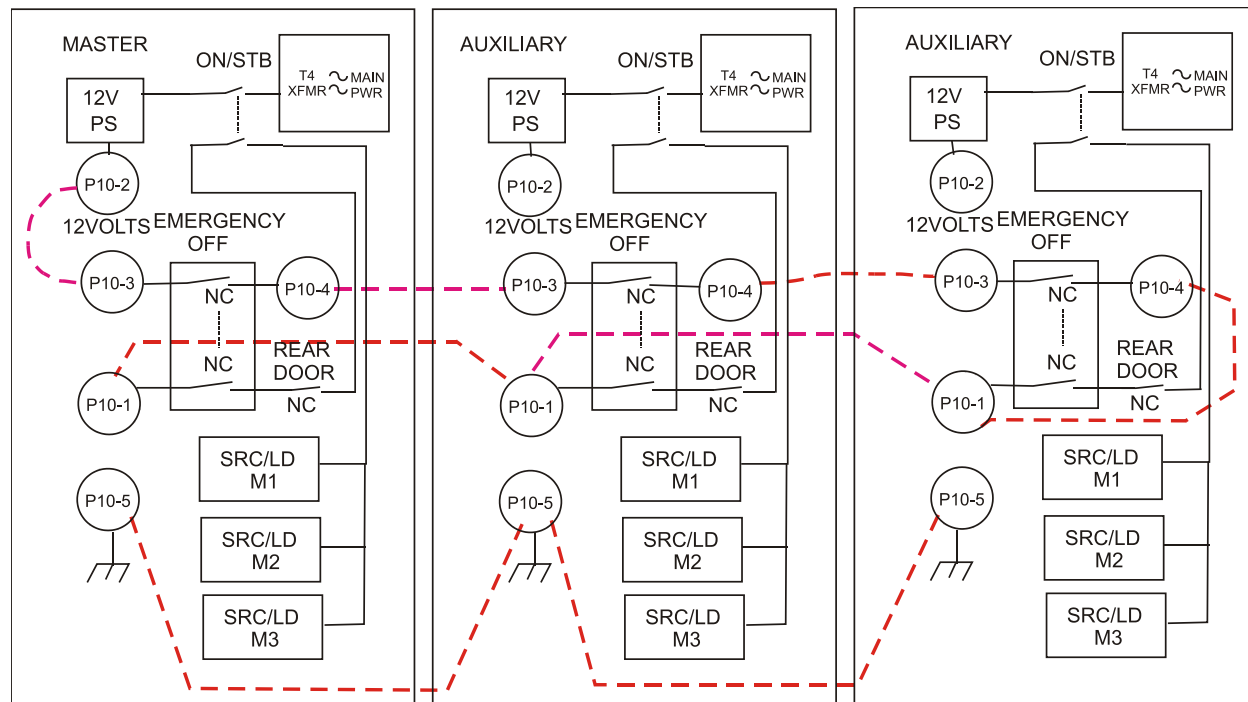 MASTER
ON/STB
T4 MAIN
XFMR PWR
12V
PS
P10-2
12VOLTS
EMERGENCY
OFF
P10-3
NC
P10-4
NC
REAR
DOOR
NC
P10-1
SRC/LD
M1
P10-5
SRC/LD
M2
SRC/LD
M3
AUXILIARY
ON/STB
T4 MAIN
XFMR PWR
12V
PS
P10-2
12VOLTS
EMERGENCY
OFF
P10-3
NC
P10-4
NC
REAR
DOOR
NC
P10-1
SRC/LD
M1
P10-5
SRC/LD
M2
SRC/LD
M3
AUXILIARY
ON/STB
T4 MAIN
XFMR PWR
12V
PS
P10-2
12VOLTS
EMERGENCY
OFF
P10-3
NC
P10-4
NC
REAR
DOOR
NC
P10-1
SRC/LD
M1
P10-5
SRC/LD
M2
SRC/LD
M3